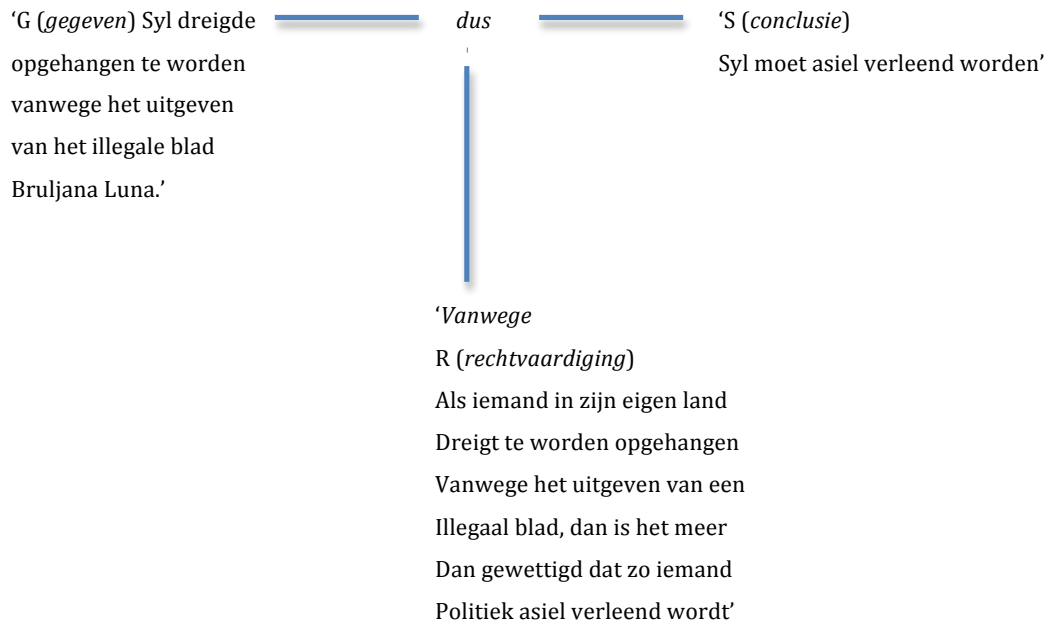 ‘G (gegeven) Syl dreigde
opgehangen te worden
vanwege het uitgeven
van het illegale blad
Bruljana Luna.’
dus
‘S (conclusie)
Syl moet asiel verleend worden’
‘Vanwege
R (rechtvaardiging)
Als iemand in zijn eigen land
Dreigt te worden opgehangen
Vanwege het uitgeven van een
Illegaal blad, dan is het meer
Dan gewettigd dat zo iemand
Politiek asiel verleend wordt’